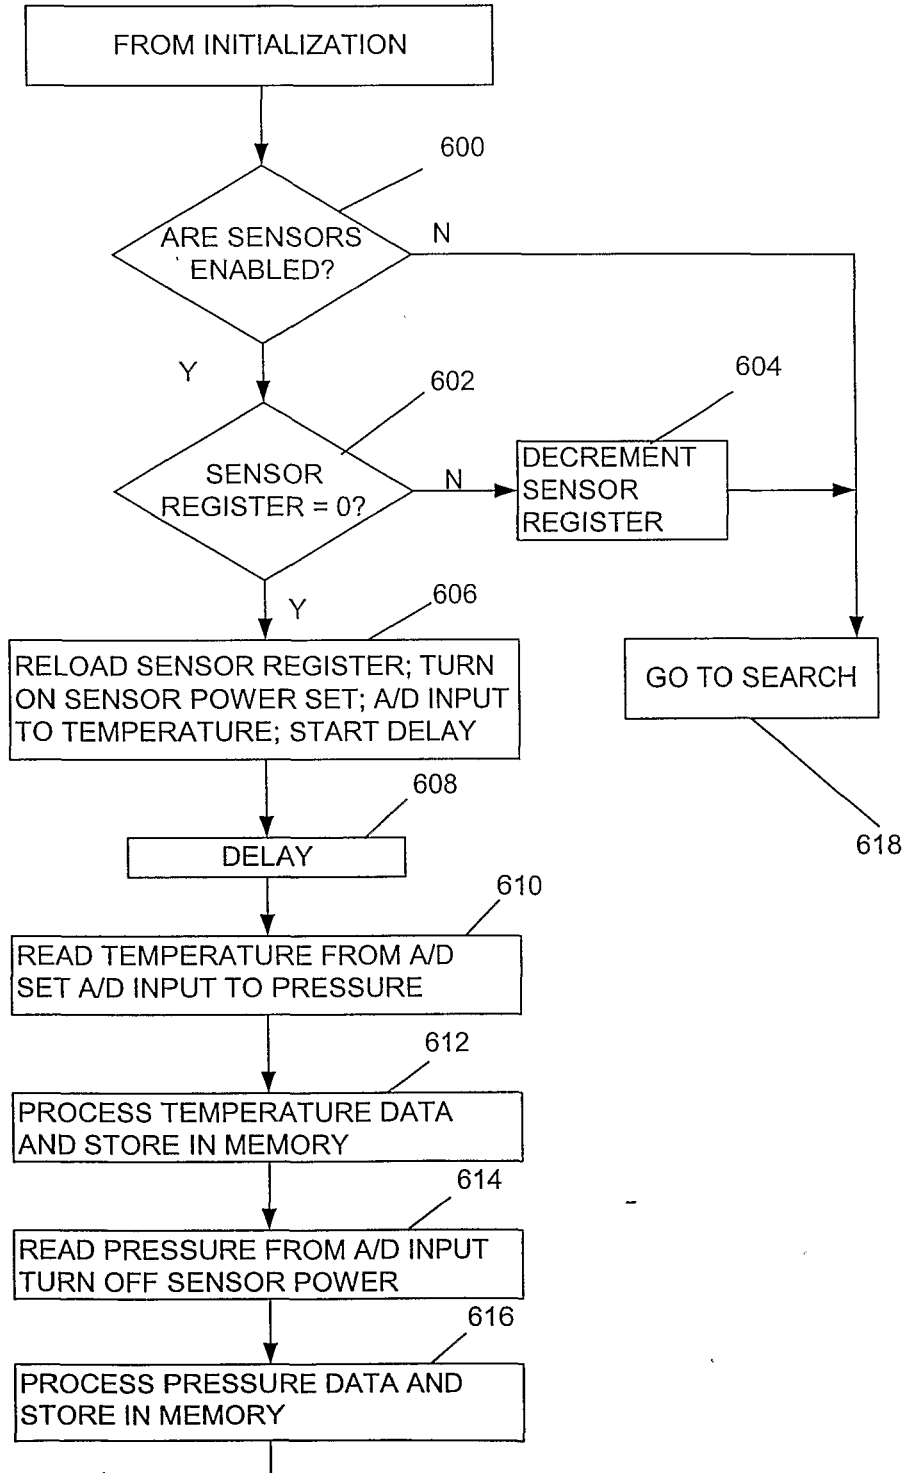 FROM INITIALIZATION
600
ARE SENSORS
ENABLED?
N
Y
602
604
SENSOR
REGISTER = 0?
N
DECREMENT
SENSOR
REGISTER
Y
606
RELOAD SENSOR REGISTER; TURN
ON SENSOR POWER SET; A/D INPUT
TO TEMPERATURE; START DELAY
GO TO SEARCH
608
618
DELAY
610
READ TEMPERATURE FROM A/D
SET A/D INPUT TO PRESSURE
612
PROCESS TEMPERATURE DATA
AND STORE IN MEMORY
614
READ PRESSURE FROM A/D INPUT
TURN OFF SENSOR POWER
616
PROCESS PRESSURE DATA AND
STORE IN MEMORY